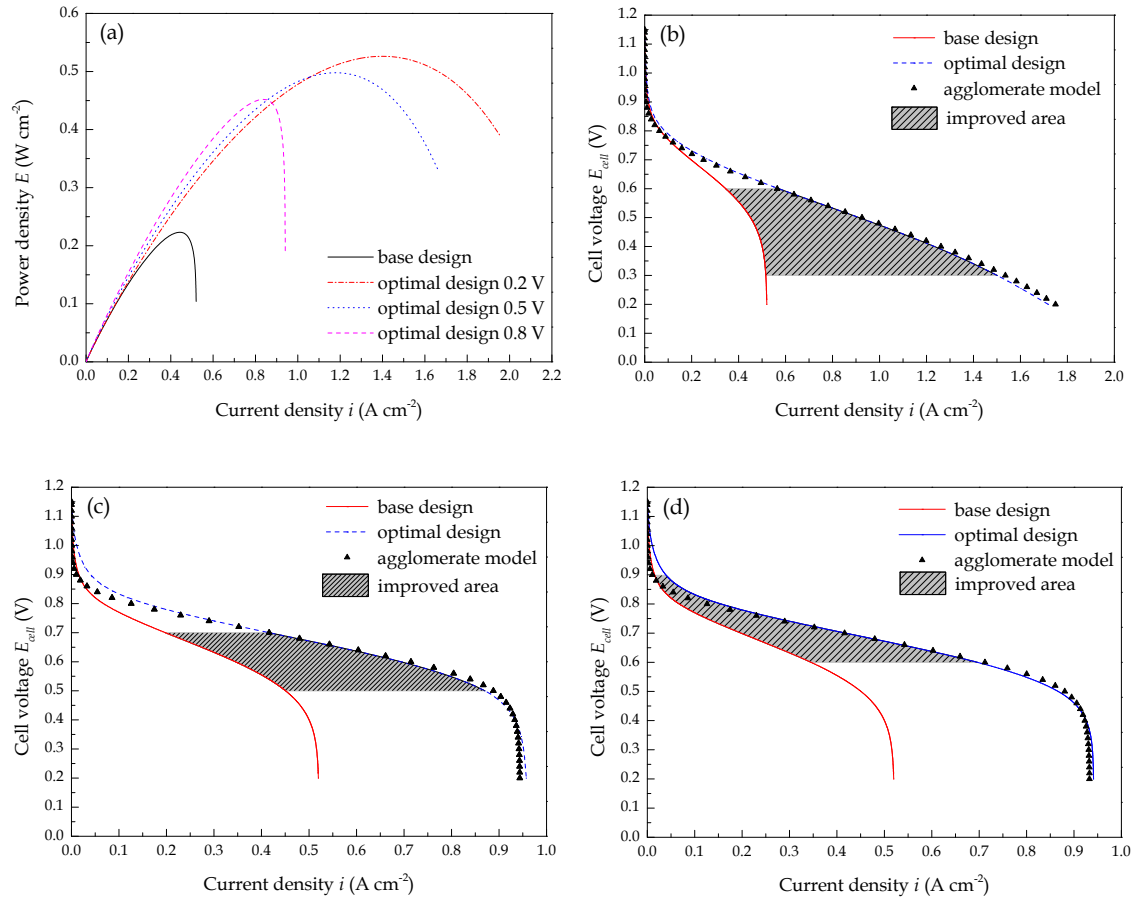 (a)
Power density E (W cm-2)
0.6
0.5
0.4
0.3
0.2
0.1
0.0
base design
optimal design 0.2 V
optimal design 0.5 V
optimal design 0.8 V
0.0 0.2 0.4 0.6 0.8 1.0 1.2 1.4 1.6 1.8 2.0 2.2
Current density i (A cm-2)
(b)
Cell voltage Ecell (V)
1.2
1.1
1.0
0.9
0.8
0.7
0.6
0.5
0.4
0.3
0.2
0.1
0.0
base design
optimal design
agglomerate model
improved area
0.0 0.2 0.4 0.6 0.8 1.0 1.2 1.4 1.6 1.8 2.0
Current density i (A cm-2)
(c)
Cell voltage Ecell (V)
1.2
1.1
1.0
0.9
0.8
0.7
0.6
0.5
0.4
0.3
0.2
0.1
0.0
base design
optimal design
agglomerate model
improved area
0.0 0.1 0.2 0.3 0.4 0.5 0.6 0.7 0.8 0.9 1.0
Current density i (A cm-2)
(d)
Cell voltage Ecell (V)
1.2
1.1
1.0
0.9
0.8
0.7
0.6
0.5
0.4
0.3
0.2
0.1
0.0
base design
optimal design
agglomerate model
improved area
0.0 0.1 0.2 0.3 0.4 0.5 0.6 0.7 0.8 0.9 1.0
Current density i (A cm-2)